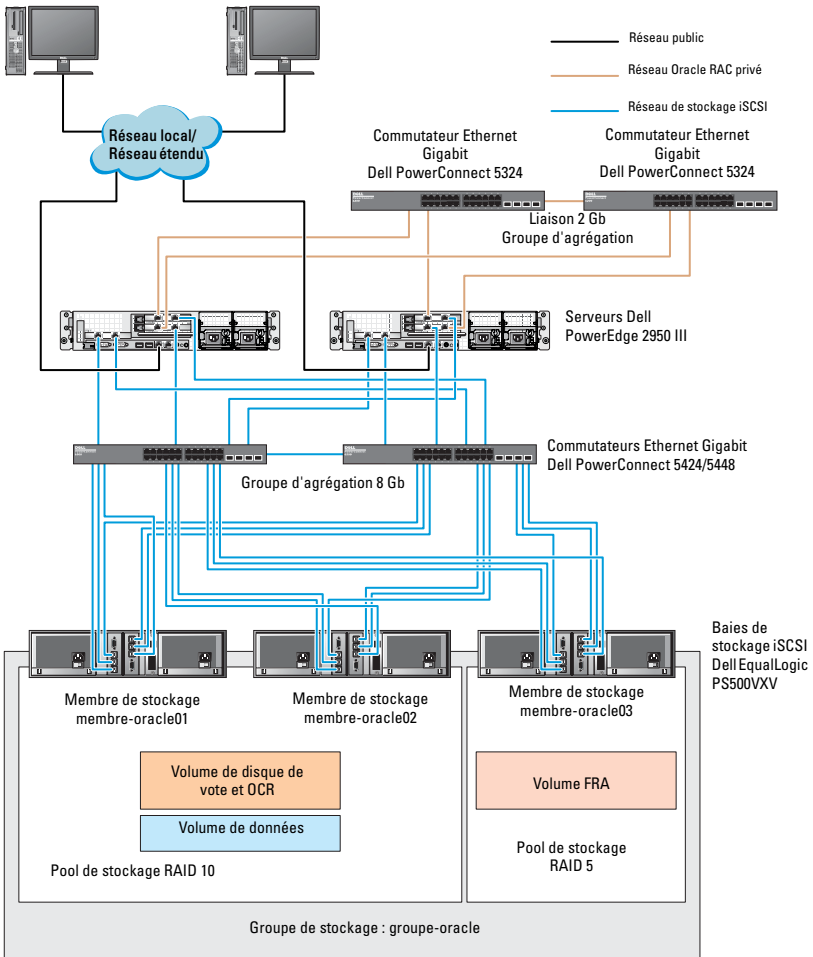 Réseau public
Réseau Oracle RAC privé
Réseau de stockage iSCSI
Réseau local/
Réseau étendu
Commutateur Ethernet
Gigabit
Dell PowerConnect 5324
Commutateur Ethernet
Gigabit
Dell PowerConnect 5324
Liaison 2 Gb
Groupe d'agrégation
Serveurs Dell
PowerEdge 2950 III
Commutateurs Ethernet Gigabit
Dell PowerConnect 5424/5448
Groupe d'agrégation 8 Gb
Baies de
stockage iSCSI
Dell EqualLogic
PS500VXV
Membre de stockage
membre-oracle01
Membre de stockage
membre-oracle02
Membre de stockage
membre-oracle03
Volume de disque de
vote et OCR
Volume de données
Volume FRA
Pool de stockage RAID 10
Pool de stockage
RAID 5
Groupe de stockage : groupe-oracle